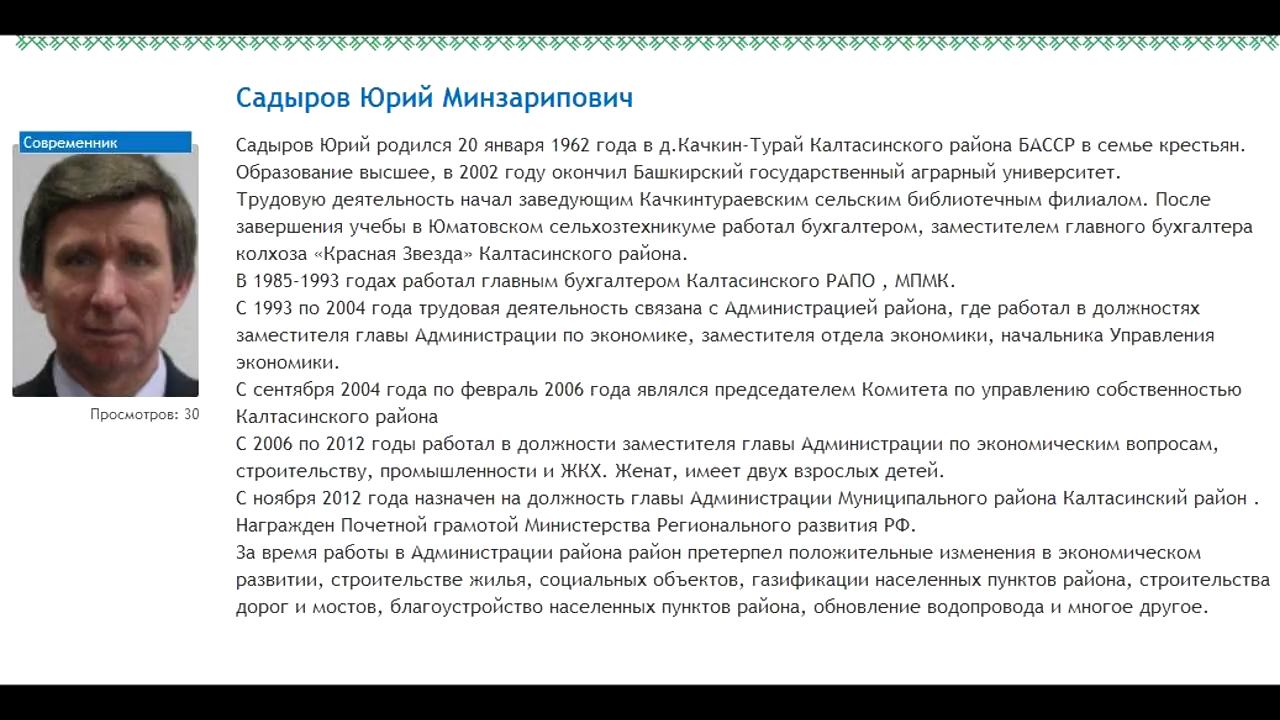 Садыров Юрий Минзарипович
Современник
Просмотров: 30
Садыров Юрий родился 20 января 1962 года в д.Качкин-Турай Калтасинского района БАССР в семье крестьян.
Образование высшее, в 2002 году окончил Башкирский государственный аграрный университет.
Трудовую деятельность начал заведующим Качкинтураевским сельским библиотечным филиалом. После
завершения учебы в Юматовском сельхозтехникуме работал бухгалтером, заместителем главного бухгалтера
колхоза «Красная Звезда» Калтасинского района.
В 1985-1993 годах работал главным бухгалтером Калтасинского РАПО , МПМК.
С 1993 по 2004 года трудовая деятельность связана с Администрацией района, где работал в должностях
заместителя главы Администрации по экономике, заместителя отдела экономики, начальника Управления
экономики.
С сентября 2004 года по февраль 2006 года являлся председателем Комитета по управлению собственностью
Калтасинского района
С 2006 по 2012 годы работал в должности заместителя главы Администрации по экономическим вопросам,
строительству, промышленности и ЖКХ. Женат, имеет двух взрослых детей.
С ноября 2012 года назначен на должность главы Администрации Муниципального района Калтасинский район .
Награжден Почетной грамотой Министерства Регионального развития РФ.
За время работы в Администрации района район претерпел положительные изменения в экономическом
развитии, строительстве жилья, социальных объектов, газификации населенных пунктов района, строительства
дорог и мостов, благоустройство населенных пунктов района, обновление водопровода и многое другое.